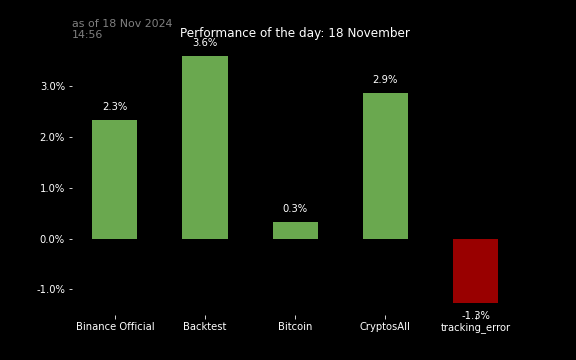 as of 18 Nov 2024
14:56
Performance of the day: 18 November
3.6%
2.9%
2.3%
0.3%
-1.3%
3.0%
2.0%
1.0%
0.0%
-1.0%
Binance Official
Backtest
Bitcoin
CryptosAll
tracking_error